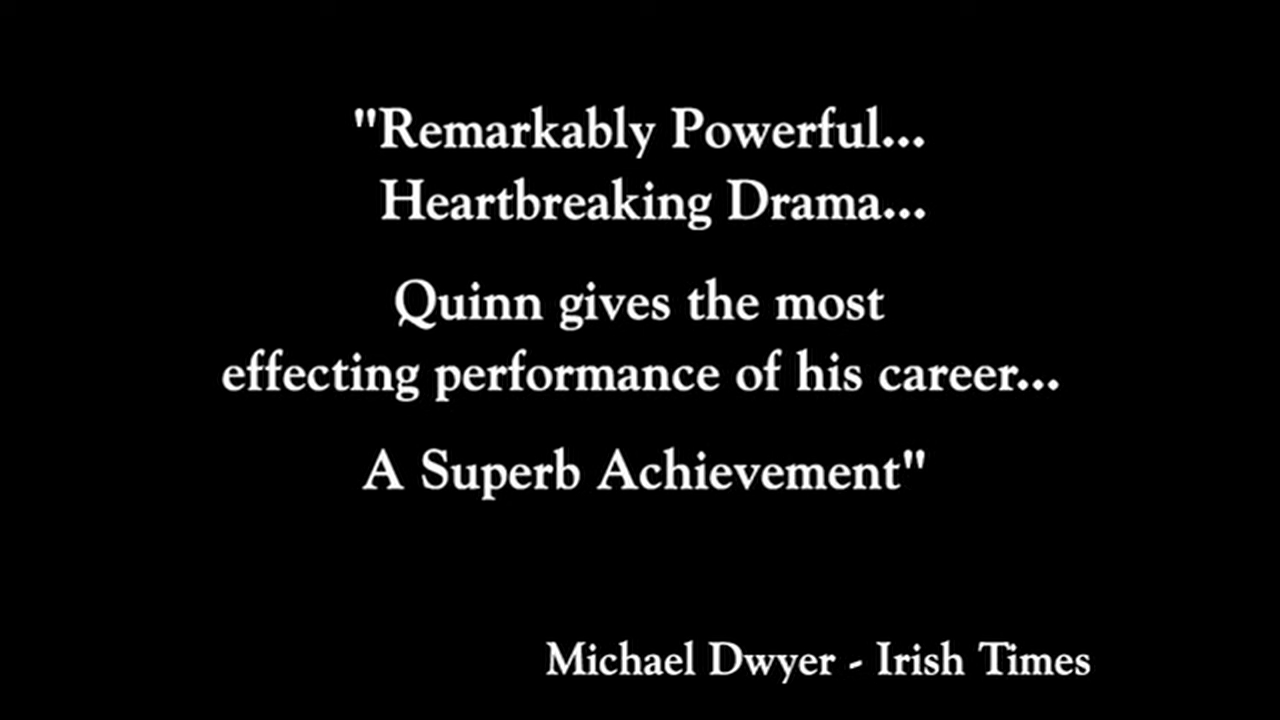 "Remarkably Powerful...
Heartbreaking Drama...
Quinn gives the most
effecting performance of his career...
A Superb Achievement"
Michael Dwyer - Irish Times